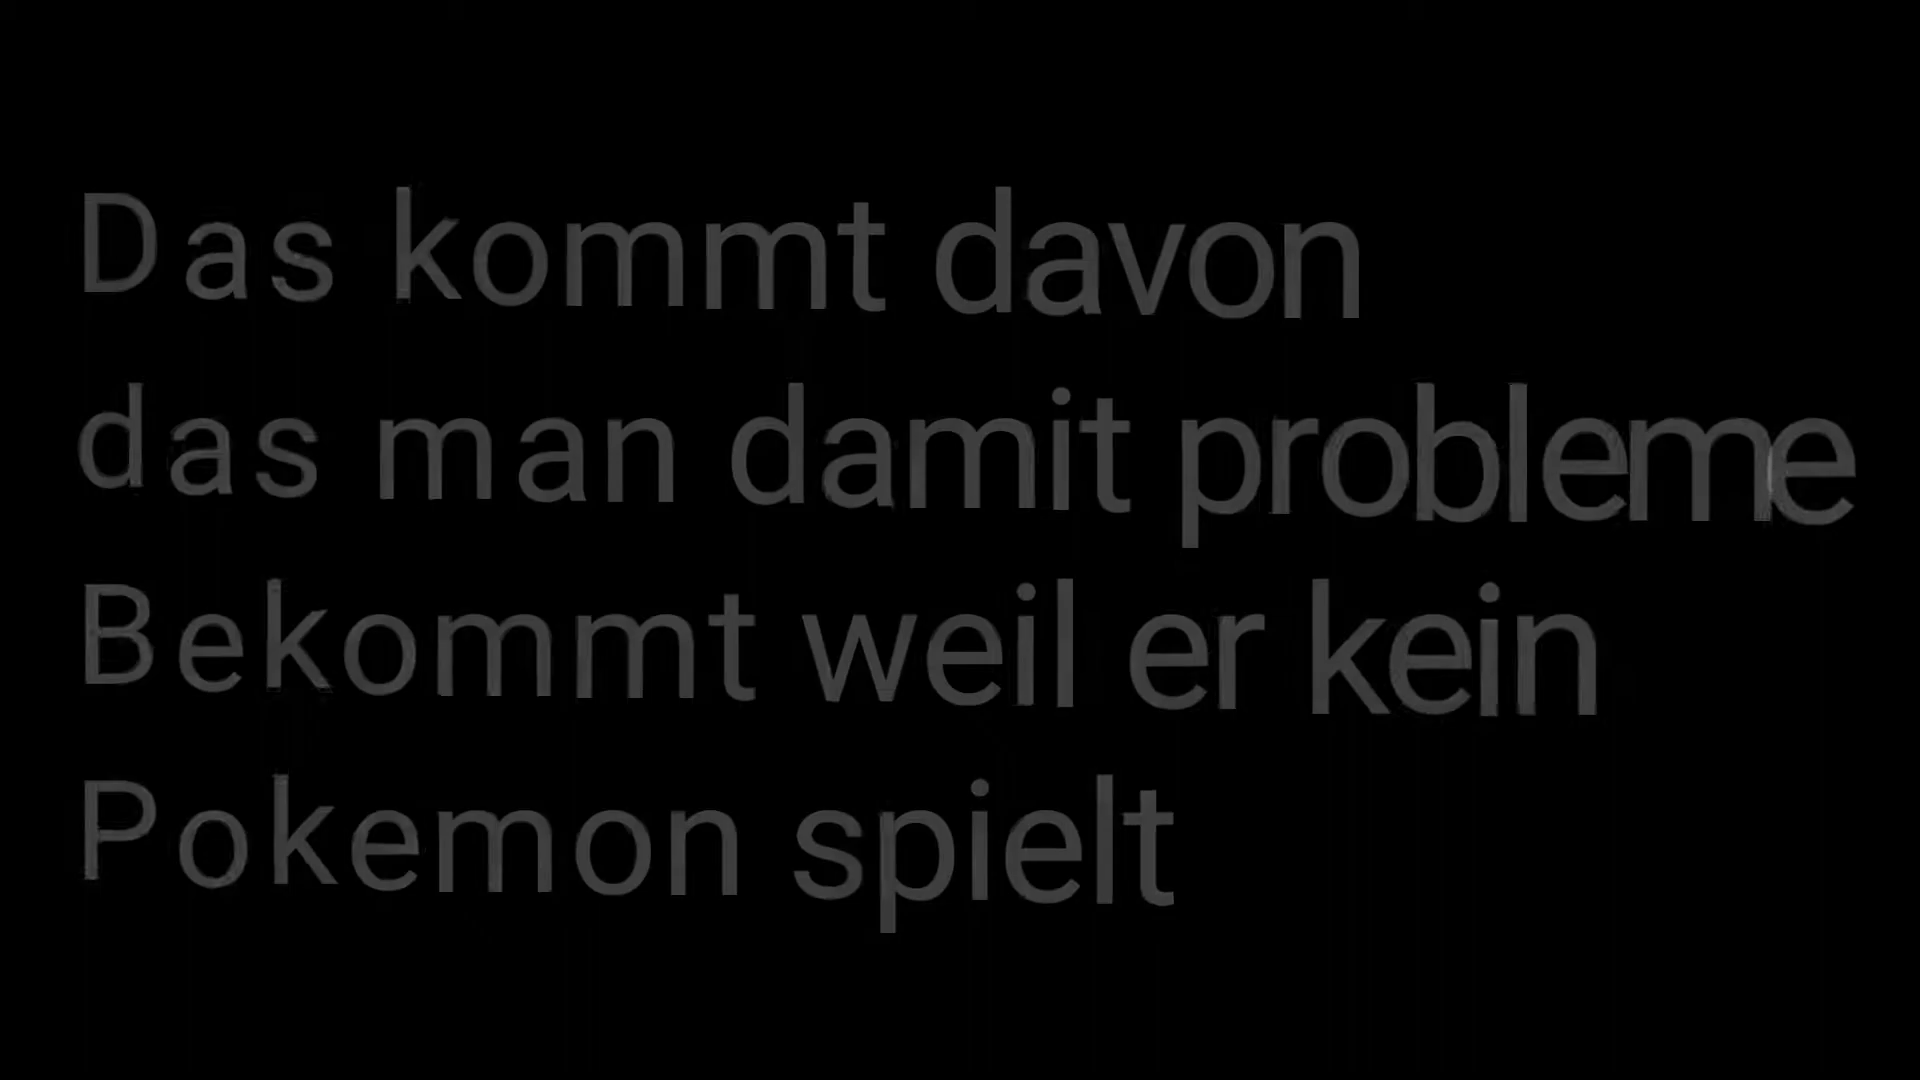 Das kommt davon
das man damit probleme
Bekommt weil er kein
Pokemon spielt